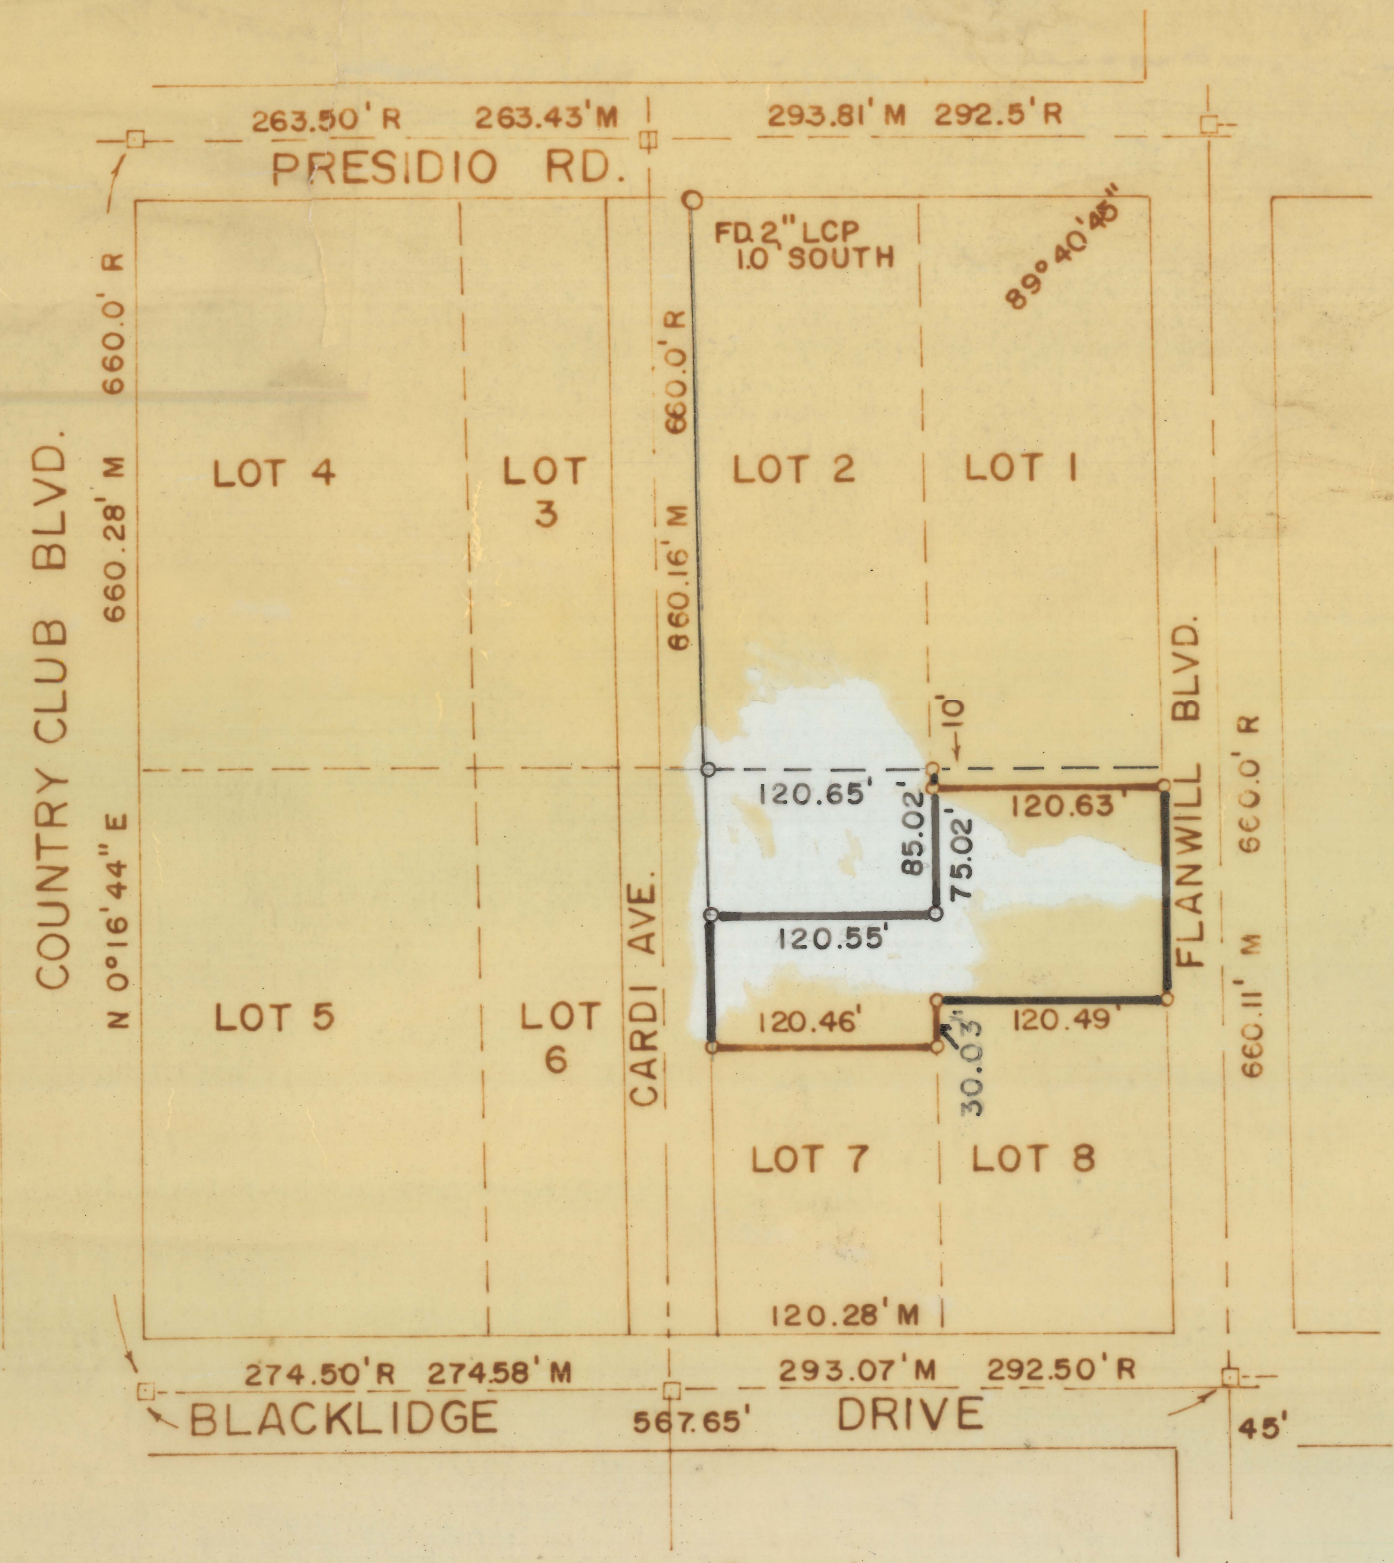 263.50' R 263.43' M 293.81' M 292.5' R
PRESIDIO RD.
FD. 2" LCP
1.0' SOUTH
89° 40' 45"
660.0' R
660.28' M
COUNTRY CLUB BLVD.
N 0° 16' 44" E
660.0' R
660.16' M
LOT 4
LOT
3
LOT 2
LOT 1
10'
120.65'
85.02'
75.02'
120.63'
FLANWILL BLVD.
660.0' R
660.11' M
120.55'
CARDI AVE.
LOT 5
LOT
6
120.46'
30.03'
120.49'
LOT 7
LOT 8
120.28' M
274.50' R 274.58' M 293.07' M 292.50' R
BLACKLIDGE DRIVE
567.65'
45'